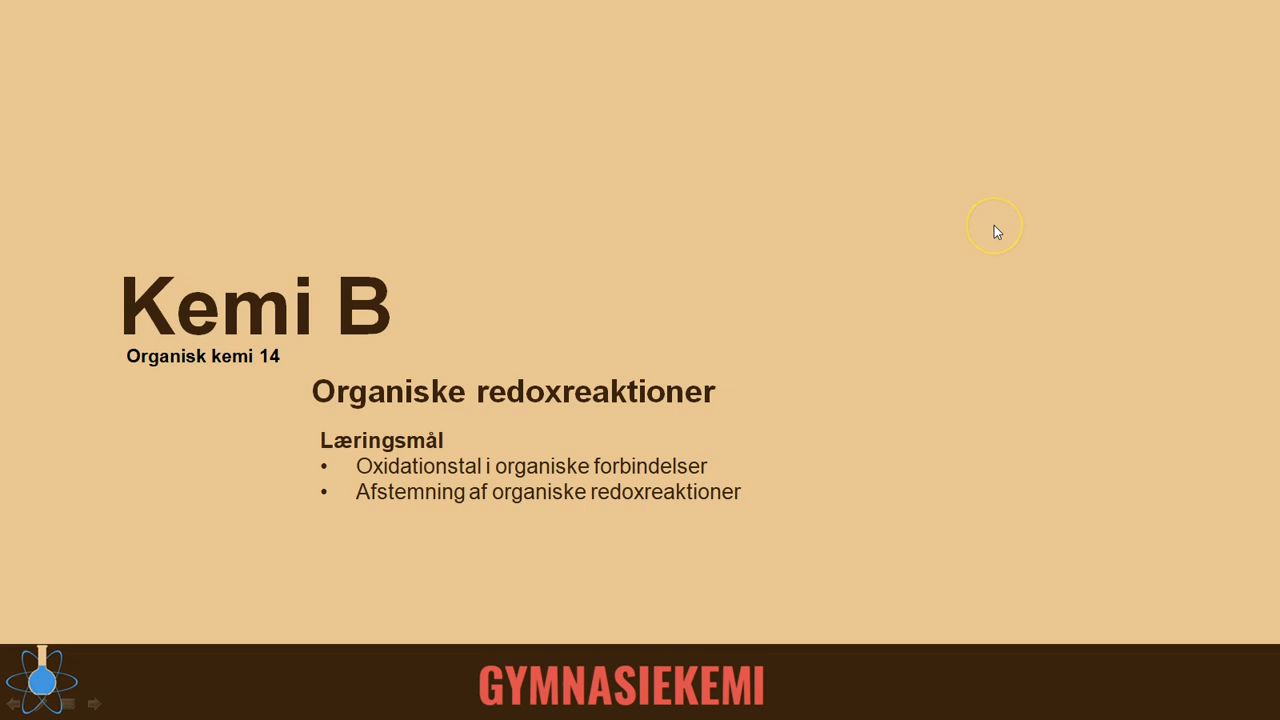 Kemi B
Organisk kemi 14
Organiske redoxreaktioner
Læringsmål
• Oxidationstal i organiske forbindelser
• Afstemning af organiske redoxreaktioner
GYMNASIEKEMI